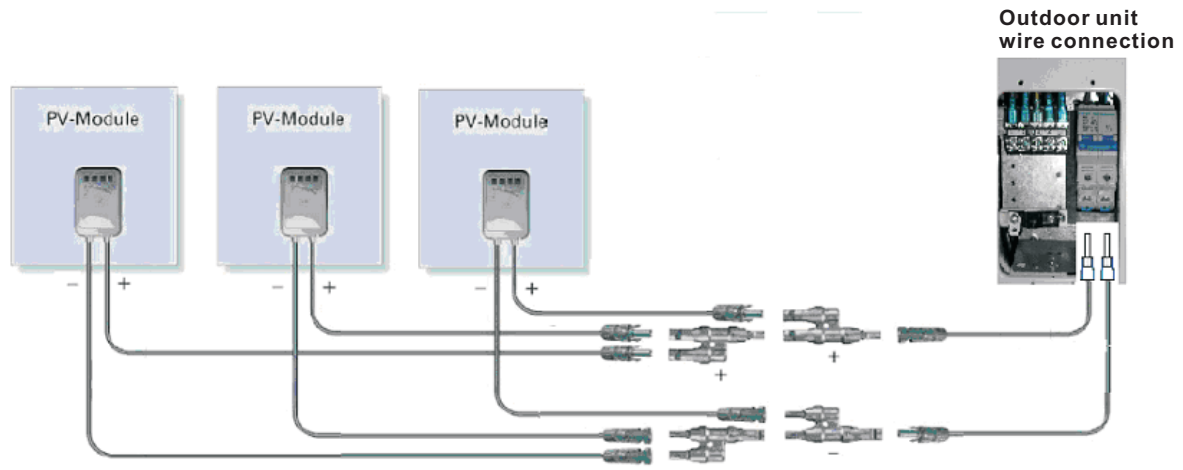 Outdoor unit
wire connection
PV-Module
PV-Module
PV-Module
− +
− +
− +
+
+
−